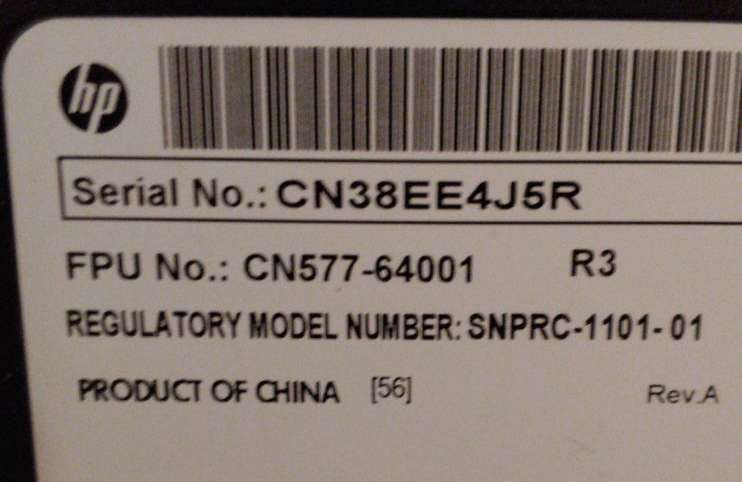 hp
Serial No.: CN38EE4J5R
FPU No.: CN577-64001 R3
REGULATORY MODEL NUMBER: SNPRC-1101-01
PRODUCT OF CHINA [56] Rev.A